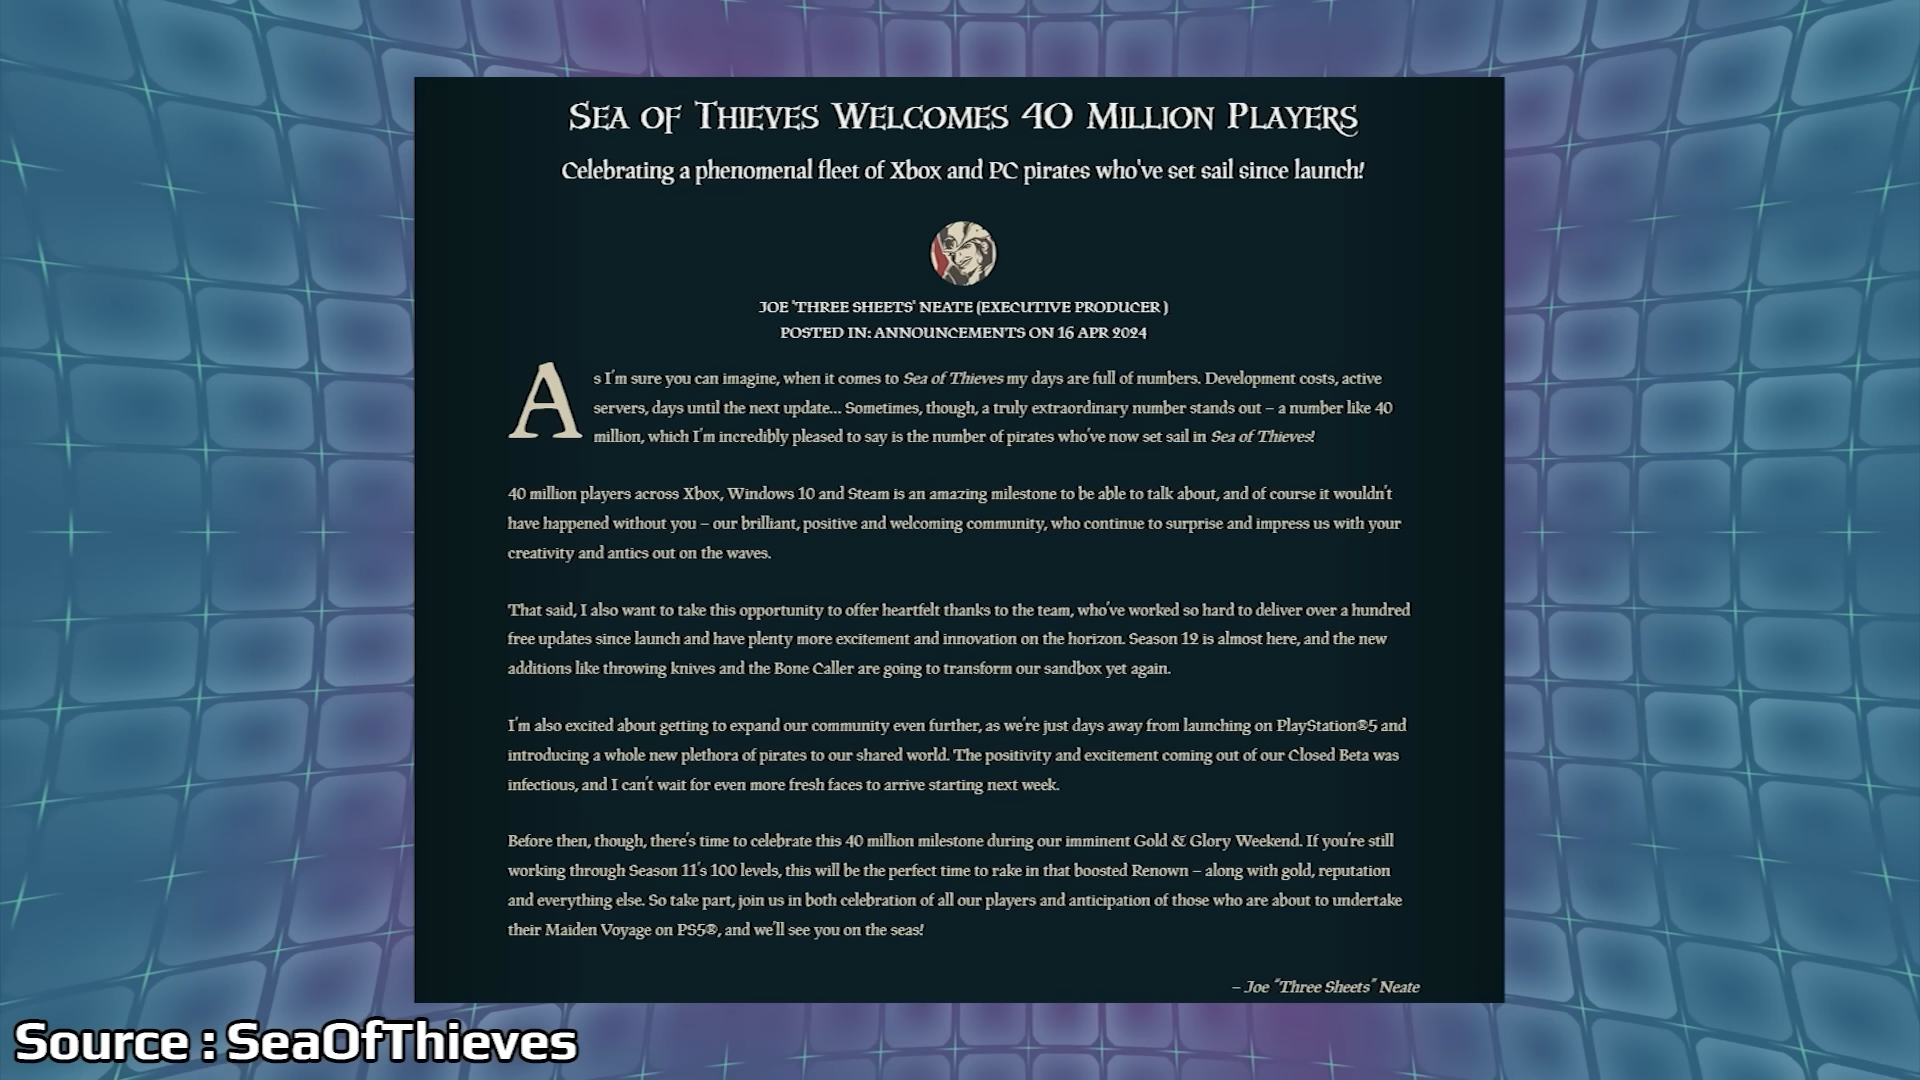 Sea of Thieves Welcomes 40 Million Players
Celebrating a phenomenal fleet of Xbox and PC pirates who've set sail since launch!
JOE "THREE SHEETS" NEATE (EXECUTIVE PRODUCER )
POSTED IN: ANNOUNCEMENTS ON 16 APR 2024
As I'm sure you can imagine, when it comes to Sea of Thieves my days are full of numbers. Development costs, active
servers, days until the next update... Sometimes, though, a truly extraordinary number stands out – a number like 40
million, which I'm incredibly pleased to say is the number of pirates who've now set sail in Sea of Thieves!
40 million players across Xbox, Windows 10 and Steam is an amazing milestone to be able to talk about, and of course it wouldn't
have happened without you – our brilliant, positive and welcoming community, who continue to surprise and impress us with your
creativity and antics out on the waves.
That said, I also want to take this opportunity to offer heartfelt thanks to the team, who've worked so hard to deliver over a hundred
free updates since launch and have plenty more excitement and innovation on the horizon. Season 12 is almost here, and the new
additions like throwing knives and the Bone Caller are going to transform our sandbox yet again.
I'm also excited about getting to expand our community even further, as we're just days away from launching on PlayStation®5 and
introducing a whole new plethora of pirates to our shared world. The positivity and excitement coming out of our Closed Beta was
infectious, and I can't wait for even more fresh faces to arrive starting next week.
Before then, though, there's time to celebrate this 40 million milestone during our imminent Gold & Glory Weekend. If you're still
working through Season 11's 100 levels, this will be the perfect time to rake in that boosted Renown – along with gold, reputation
and everything else. So take part, join us in both celebration of all our players and anticipation of those who are about to undertake
their Maiden Voyage on PS5®, and we'll see you on the seas!
– Joe "Three Sheets" Neate
Source : SeaOfThieves